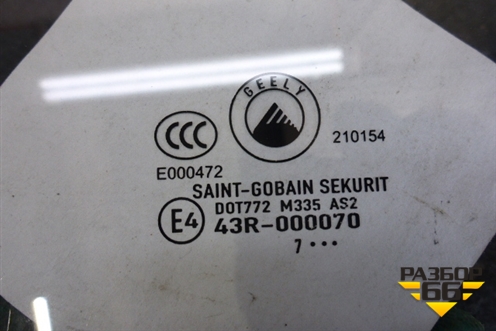 GEELY
CCC
210154
E000472
SAINT-GOBAIN SEKURIT
DOT772 M335 AS2
E4 43R-000070
7 •••
РАЗБОР
66